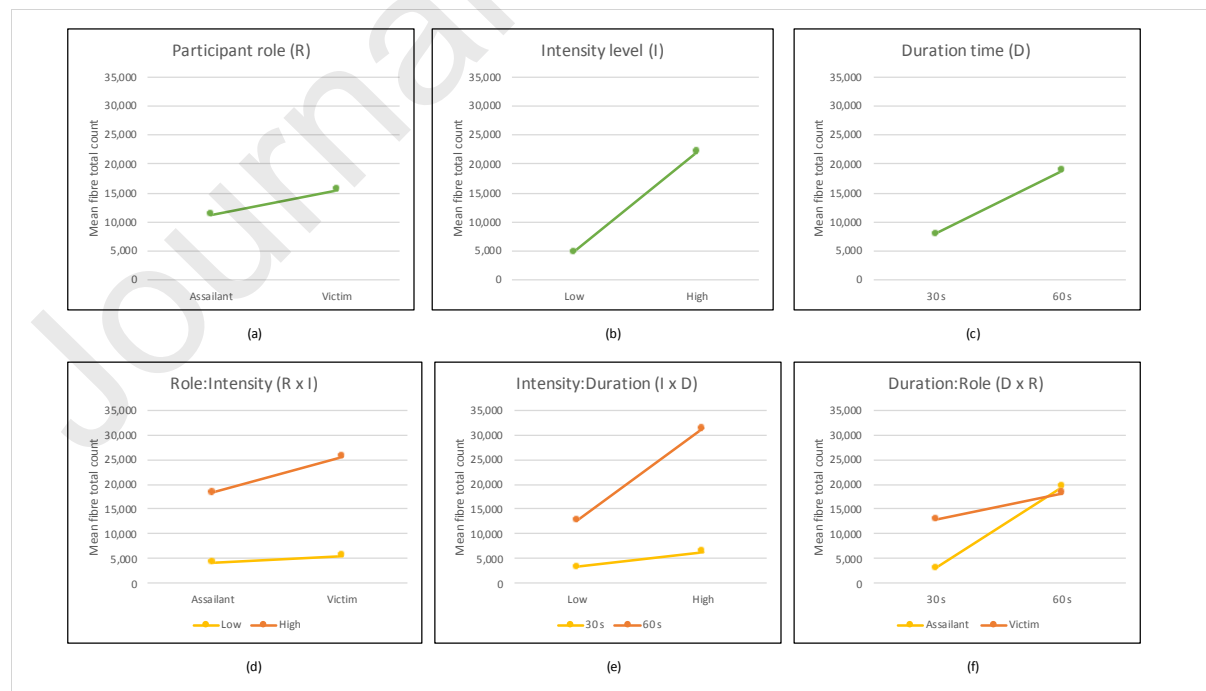 Journal
Participant role (R)
Mean fibre total count
35,000
30,000
25,000
20,000
15,000
10,000
5,000
0
Assailant Victim
(a)
Intensity level (I)
Mean fibre total count
35,000
30,000
25,000
20,000
15,000
10,000
5,000
0
Low High
(b)
Duration time (D)
Mean fibre total count
35,000
30,000
25,000
20,000
15,000
10,000
5,000
0
30s 60s
(c)
Role:Intensity (R x I)
Mean fibre total count
35,000
30,000
25,000
20,000
15,000
10,000
5,000
0
Assailant Victim
Low High
(d)
Intensity:Duration (I x D)
Mean fibre total count
35,000
30,000
25,000
20,000
15,000
10,000
5,000
0
Low High
30s 60s
(e)
Duration:Role (D x R)
Mean fibre total count
35,000
30,000
25,000
20,000
15,000
10,000
5,000
0
30s 60s
Assailant Victim
(f)